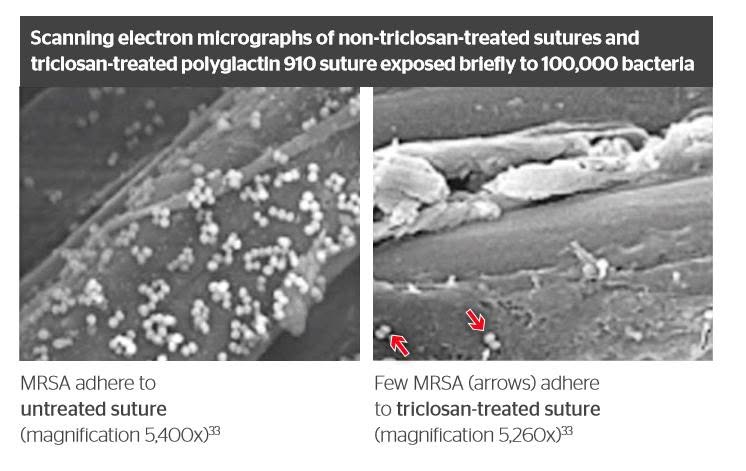 Scanning electron micrographs of non-triclosan-treated sutures and
triclosan-treated polyglactin 910 suture exposed briefly to 100,000 bacteria
MRSA adhere to
untreated suture
(magnification 5,400x)33
Few MRSA (arrows) adhere
to triclosan-treated suture
(magnification 5,260x)33